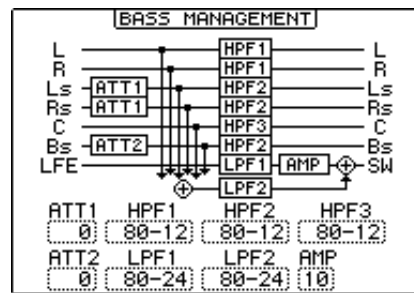 BASS MANAGEMENT
L HPF1 L
R HPF1 R
Ls ATT1 HPF2 Ls
Rs ATT1 HPF2 Rs
C HPF3 C
Bs ATT2 HPF2 Bs
LFE LPF1 AMP SW
LPF2
ATT1 HPF1 HPF2 HPF3
0 80-12 80-12 80-12
ATT2 LPF1 LPF2 AMP
0 80-24 80-24 10